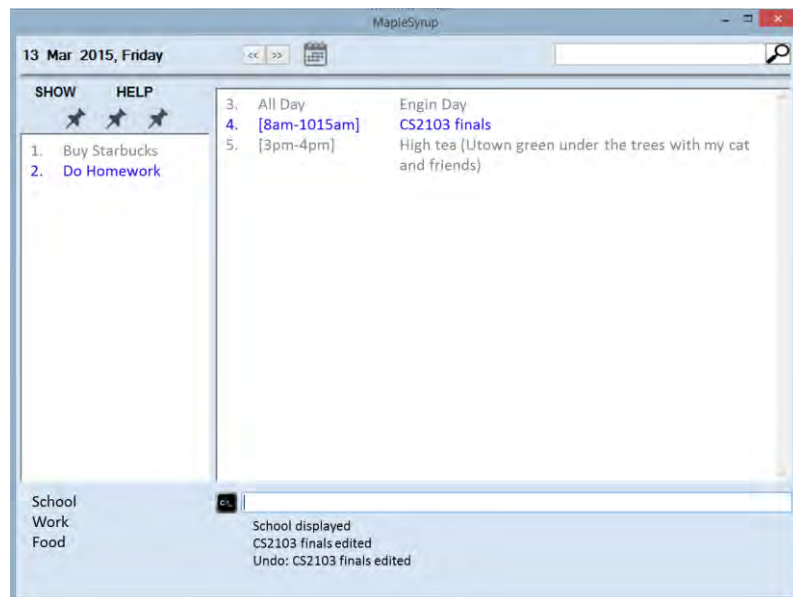 MapleSyrup
13 Mar 2015, Friday
<< >>
SHOW HELP
1. Buy Starbucks
2. Do Homework
3. All Day Engin Day
4. [8am-1015am] CS2103 finals
5. [3pm-4pm] High tea (Utown green under the trees with my cat
and friends)
School
Work
Food
School displayed
CS2103 finals edited
Undo: CS2103 finals edited